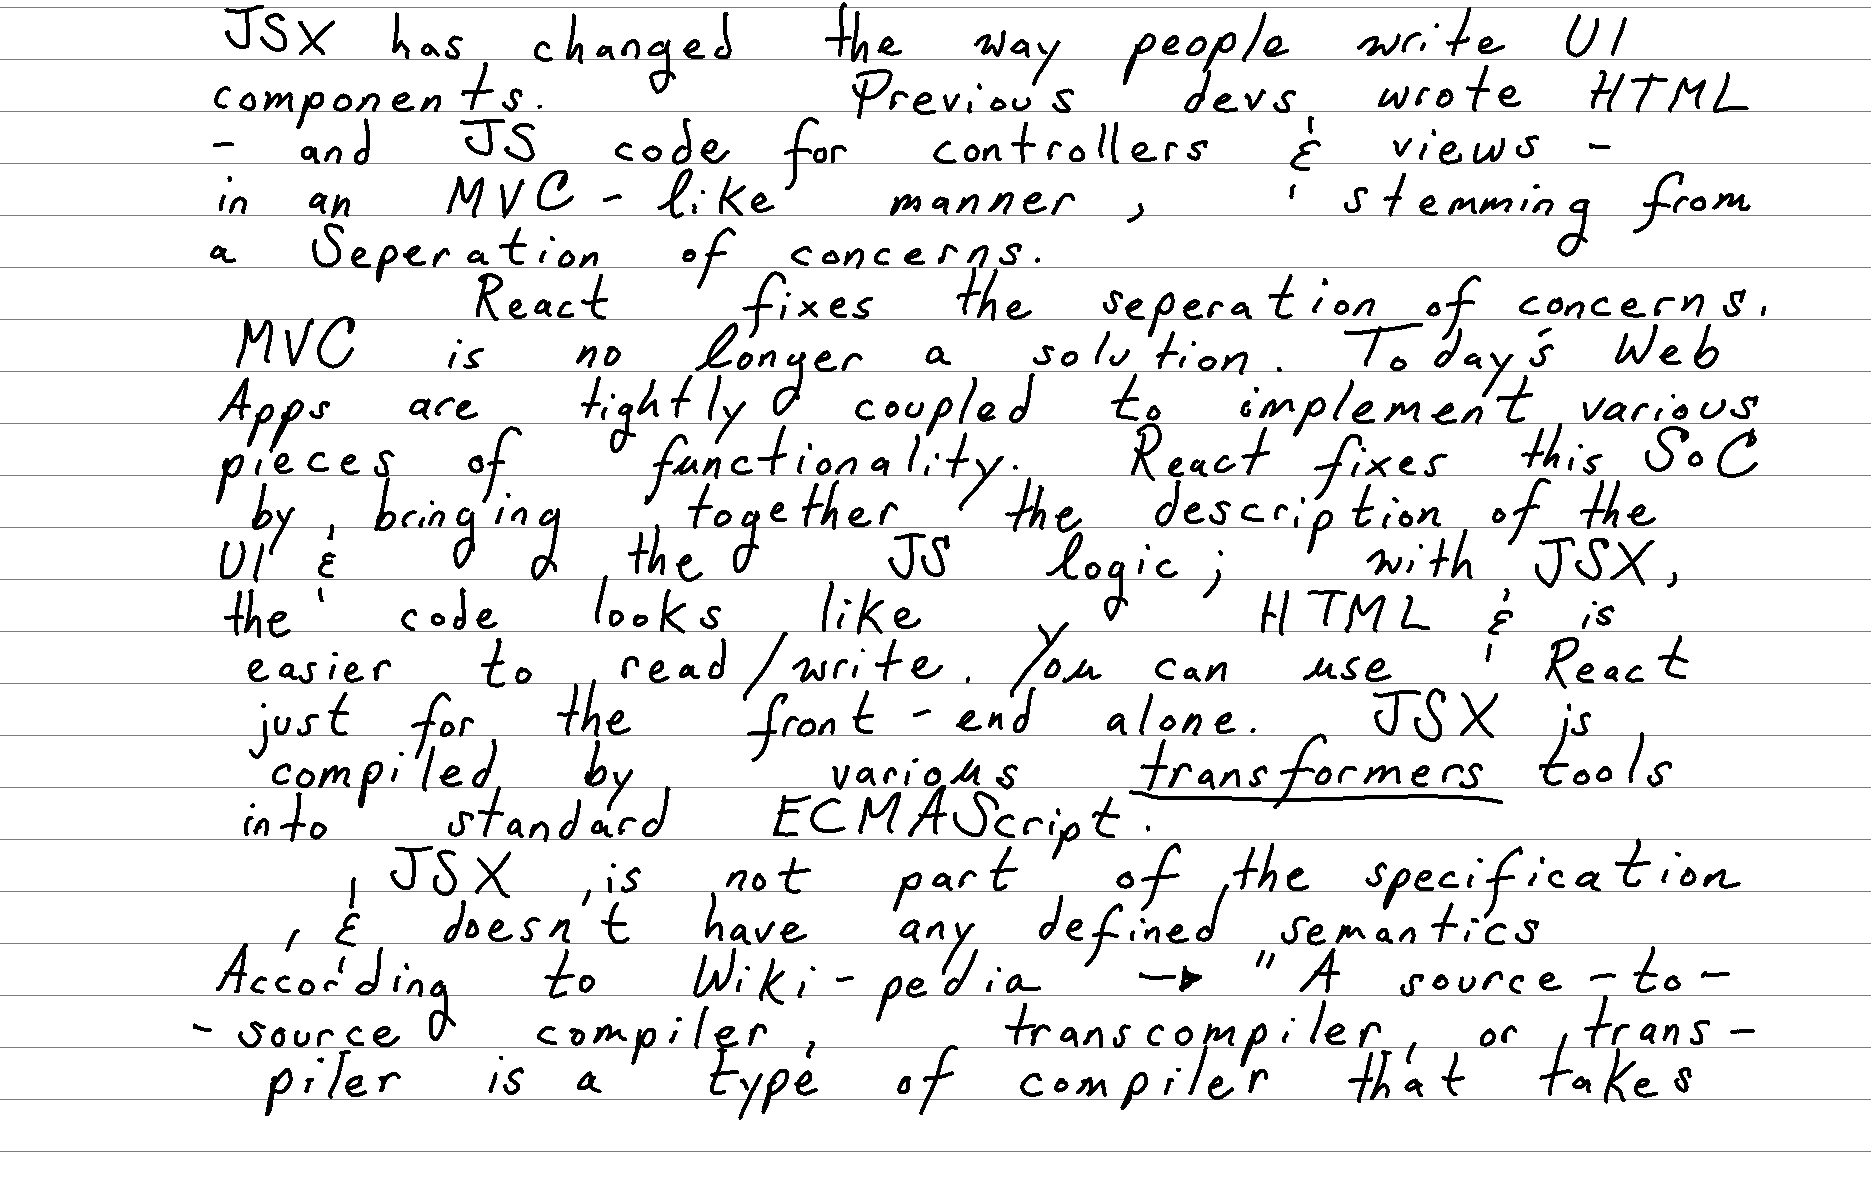 JSX has changed the way people write UI
components. Previous devs wrote HTML
- and JS code for controllers & views -
in an MVC-like manner, stemming from
a Seperation of concerns.
React fixes the seperation of concerns.
MVC is no longer a solution. Today's Web
Apps are tightly coupled to implement various
pieces of functionality. React fixes this SoC
by bringing together the description of the
UI & the JS logic; with JSX,
the code looks like HTML & is
easier to read/write. You can use React
just for the front-end alone. JSX is
compiled by various transformers tools
into standard ECMAScript.
JSX is not part of the specification
& doesn't have any defined semantics
According to Wiki-pedia → "A source-to-
-source compiler, transcompiler, or trans-
piler is a type of compiler that takes